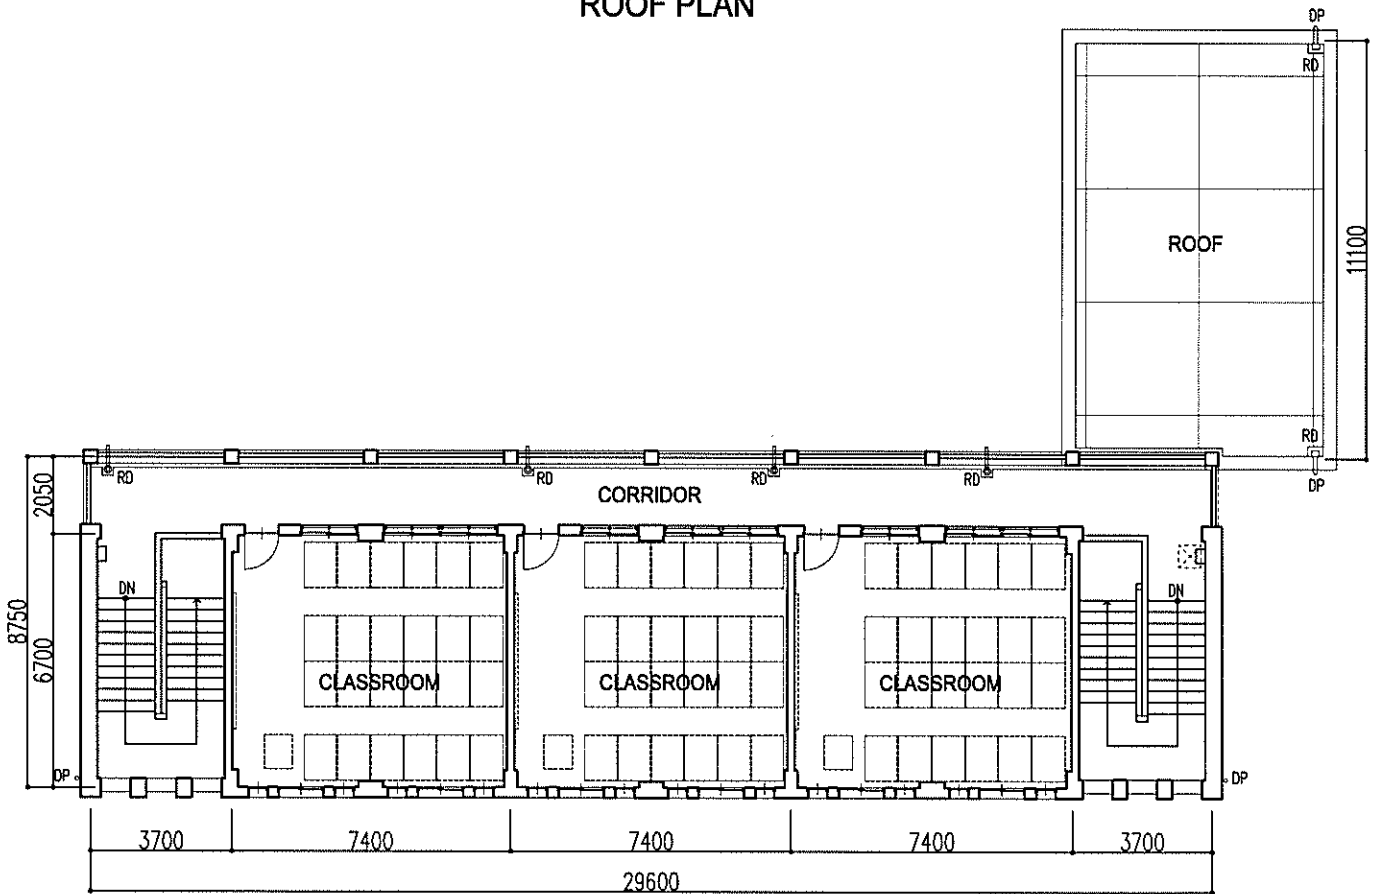 ROOF PLAN
DP
RD
ROOF
11100
RD
DP
RD
RD
RD
RD
CORRIDOR
2050
8750
6700
DN
DN
CLASSROOM
CLASSROOM
CLASSROOM
DP
DP
3700
7400
7400
7400
3700
29600